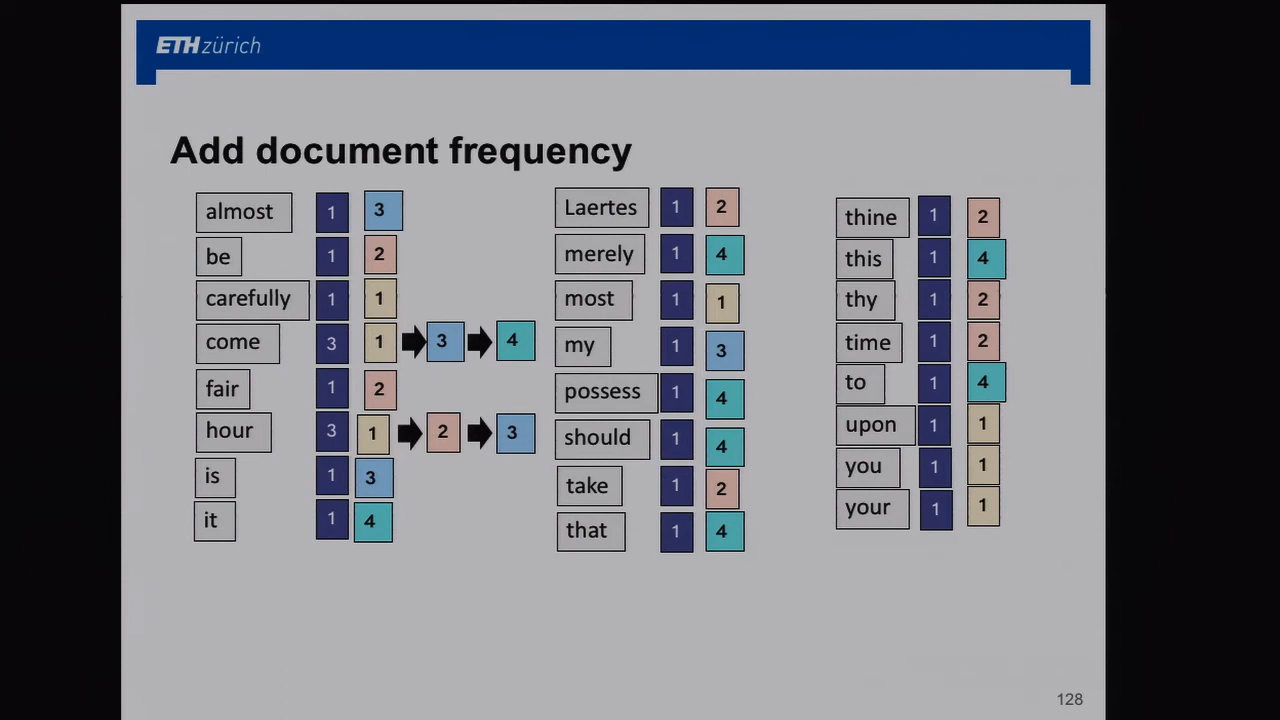 ETH zürich
Add document frequency
almost 1 3
be 1 2
carefully 1 1
come 3 1 3 4
fair 1 2
hour 3 1 2 3
is 1 3
it 1 4
Laertes 1 2
merely 1 4
most 1 1
my 1 3
possess 1 4
should 1 4
take 1 2
that 1 4
thine 1 2
this 1 4
thy 1 2
time 1 2
to 1 4
upon 1 1
you 1 1
your 1 1
128